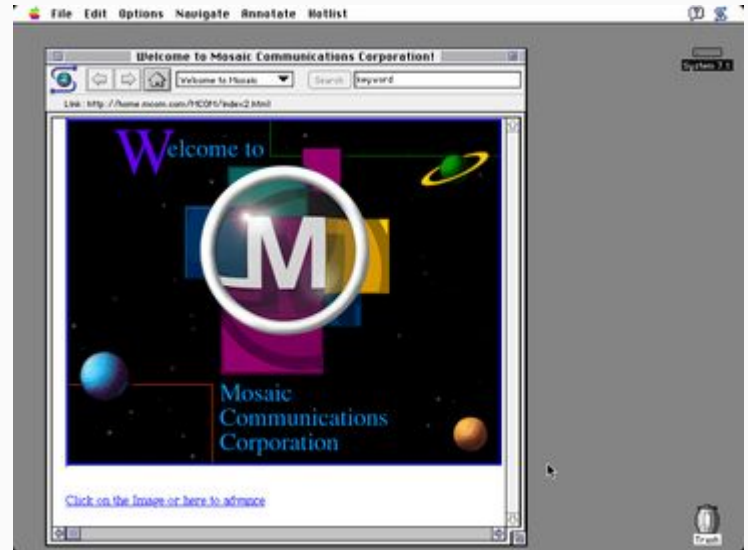 File Edit Options Navigate Annotate Hotlist
Welcome to Mosaic Communications Corporation!
System 7.1
Welcome to Mosaic
Search
keyword
Link: http://home.mcom.com/MCOM/index2.html
Welcome to
M
Mosaic
Communications
Corporation
Click on the Image or here to advance
Trash